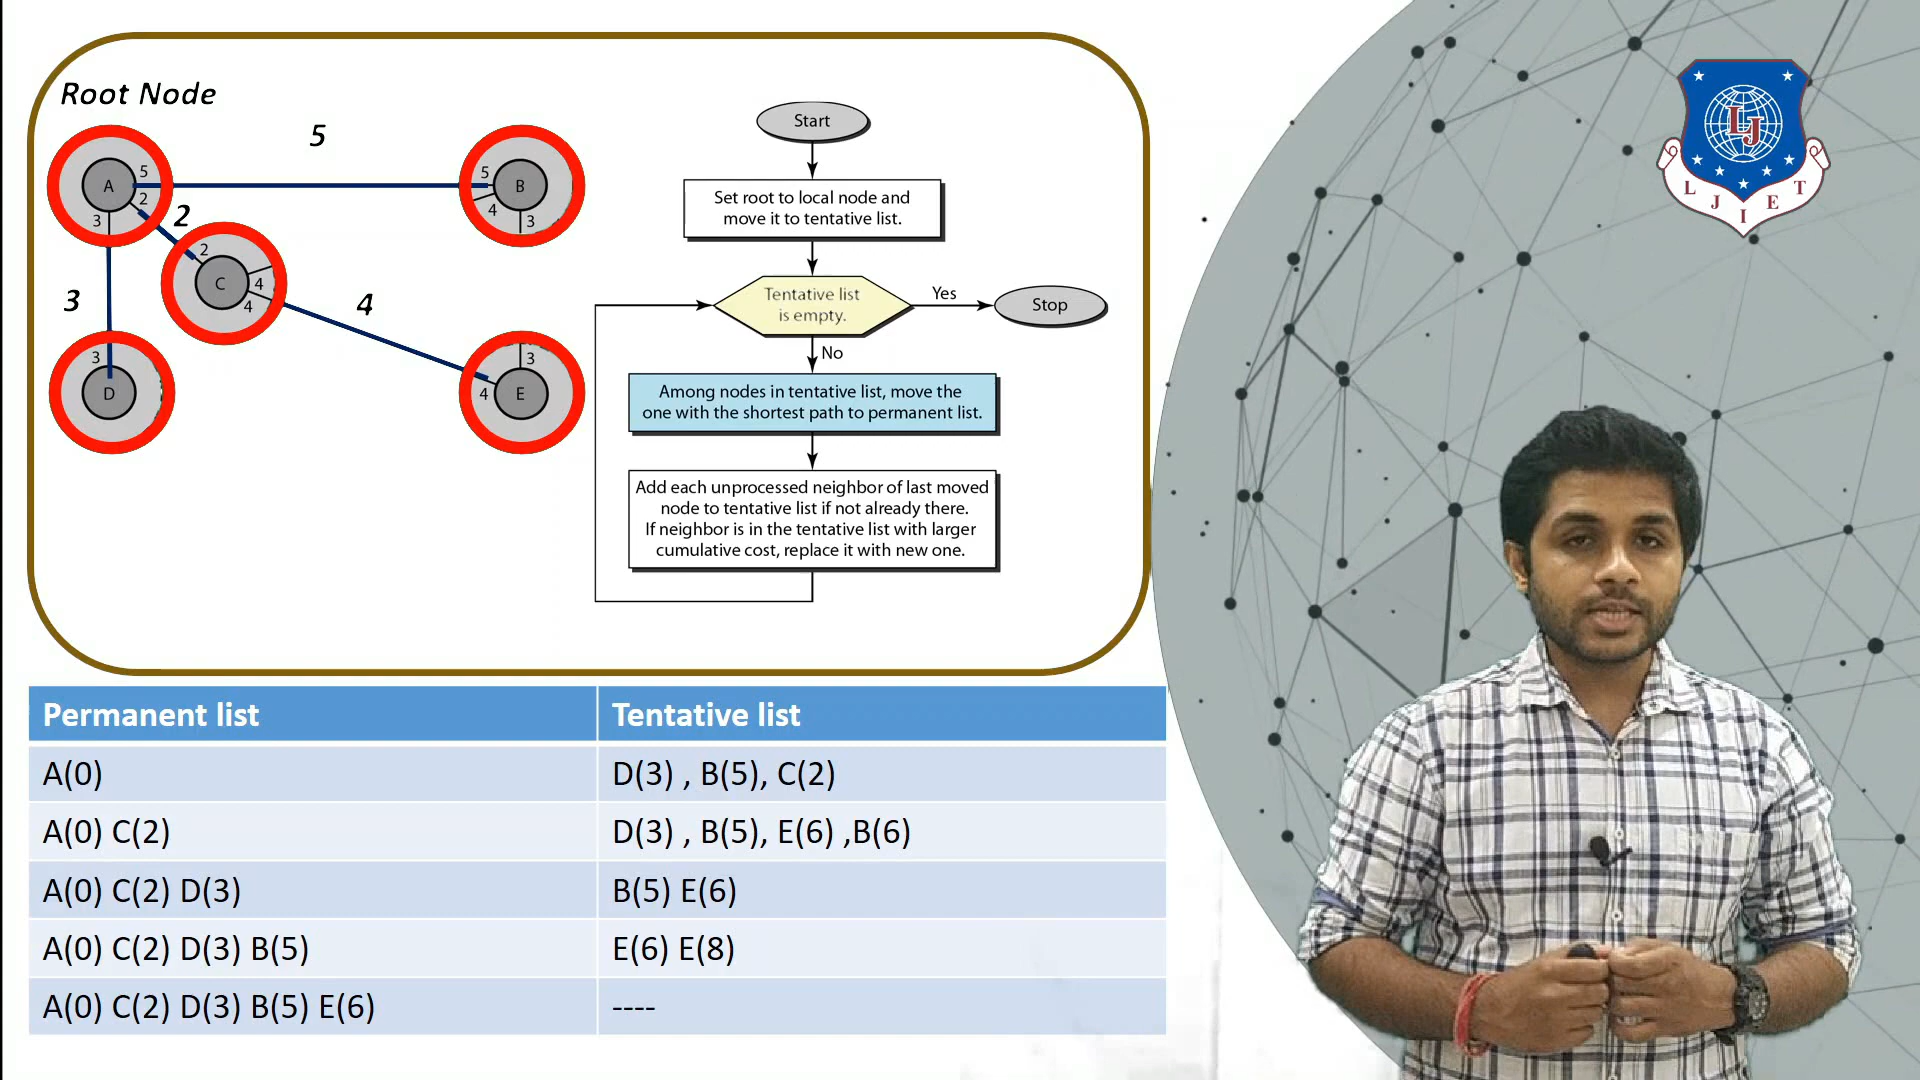 Root Node
5
A
5
2
3
5
B
4
3
2
2
C
4
4
3
4
3
D
3
4
E
Start
Set root to local node and
move it to tentative list.
Tentative list
is empty.
Yes
Stop
No
Among nodes in tentative list, move the
one with the shortest path to permanent list.
Add each unprocessed neighbor of last moved
node to tentative list if not already there.
If neighbor is in the tentative list with larger
cumulative cost, replace it with new one.
LJ
L J I E T
Permanent list Tentative list
A(0) D(3) , B(5), C(2)
A(0) C(2) D(3) , B(5), E(6) ,B(6)
A(0) C(2) D(3) B(5) E(6)
A(0) C(2) D(3) B(5) E(6) E(8)
A(0) C(2) D(3) B(5) E(6) ----